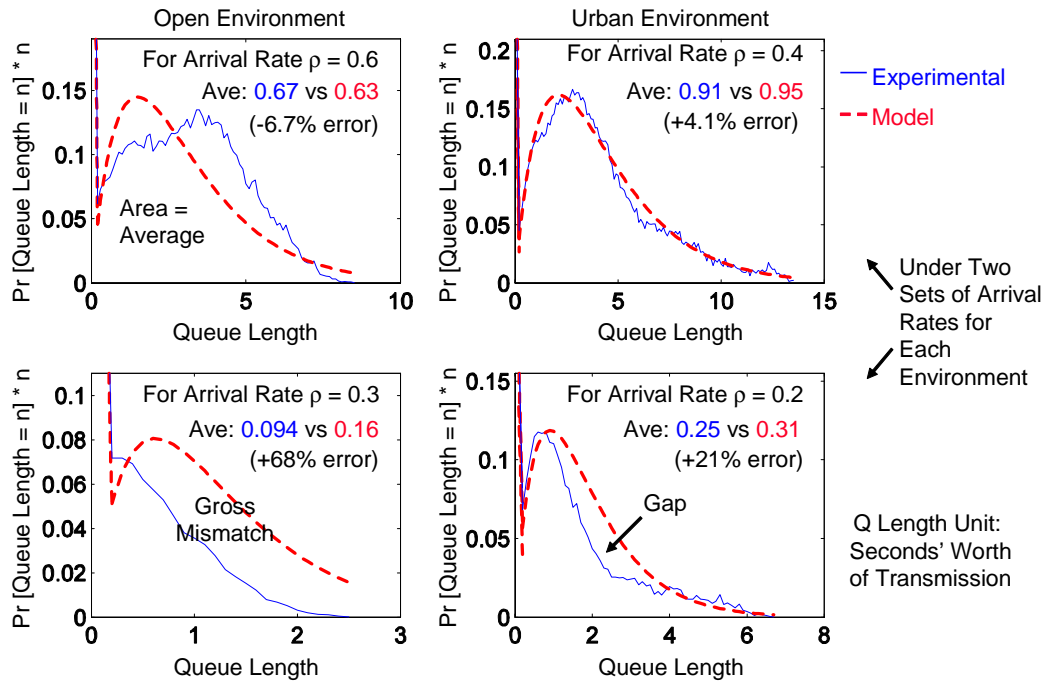 Open Environment
Urban Environment
Pr [Queue Length = n] * n
0.15
0.1
0.05
0
For Arrival Rate ρ = 0.6
Ave: 0.67 vs 0.63
(-6.7% error)
Area =
Average
0
5
10
Queue Length
Pr [Queue Length = n] * n
0.2
0.15
0.1
0.05
0
For Arrival Rate ρ = 0.4
Ave: 0.91 vs 0.95
(+4.1% error)
0
5
10
15
Queue Length
Experimental
Model
Under Two
Sets of Arrival
Rates for
Each
Environment
Pr [Queue Length = n] * n
0.1
0.08
0.06
0.04
0.02
0
For Arrival Rate ρ = 0.3
Ave: 0.094 vs 0.16
(+68% error)
Gross
Mismatch
0
1
2
3
Queue Length
Pr [Queue Length = n] * n
0.15
0.1
0.05
0
For Arrival Rate ρ = 0.2
Ave: 0.25 vs 0.31
(+21% error)
Gap
0
2
4
6
8
Queue Length
Q Length Unit:
Seconds' Worth
of Transmission